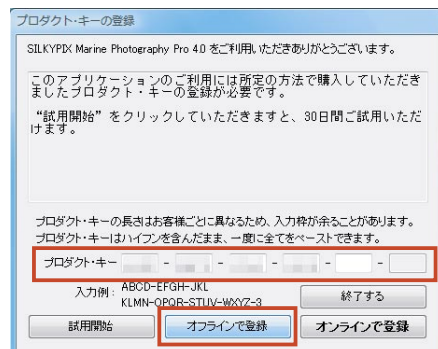 プロダクト・キーの登録
SILKYPIX Marine Photography Pro 4.0 をご利用いただきありがとうございます。
このアプリケーションのご利用には所定の方法で購入していただき
ましたプロダクト・キーの登録が必要です。
“試用開始”をクリックしていただきますと、30日間ご試用いただ
けます。
プロダクト・キーの長さはお客様ごとに異なるため、入力枠が余ることがあります。
プロダクト・キーはハイフンを含んだまま、一度に全てをペーストできます。
プロダクト・キー - - - - -
入力例: ABCD-EFGH-JKL
KLMN-OPQR-STUV-WXYZ-3
終了する
試用開始 オフラインで登録 オンラインで登録